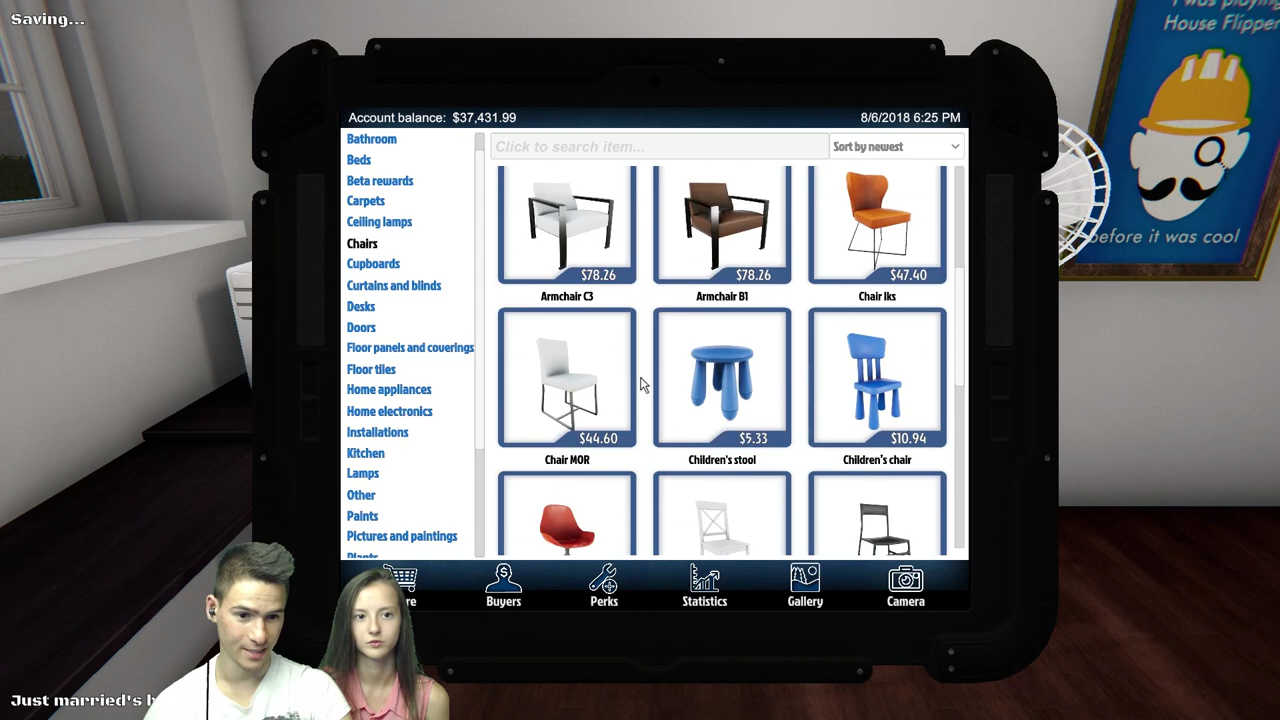 Saving...
I was playing
House Flipper
before it was cool
Account balance: $37,431.99
8/6/2018 6:25 PM
Click to search item...
Sort by newest
Bathroom
Beds
Beta rewards
Carpets
Ceiling lamps
Chairs
Cupboards
Curtains and blinds
Desks
Doors
Floor panels and coverings
Floor tiles
Home appliances
Home electronics
Installations
Kitchen
Lamps
Other
Paints
Pictures and paintings
Plants
$78.26
$78.26
$47.40
Armchair C3
Armchair B1
Chair Iks
$44.60
$5.33
$10.94
Chair MOR
Children's stool
Children's chair
Buyers
Perks
Statistics
Gallery
Camera
Just married's